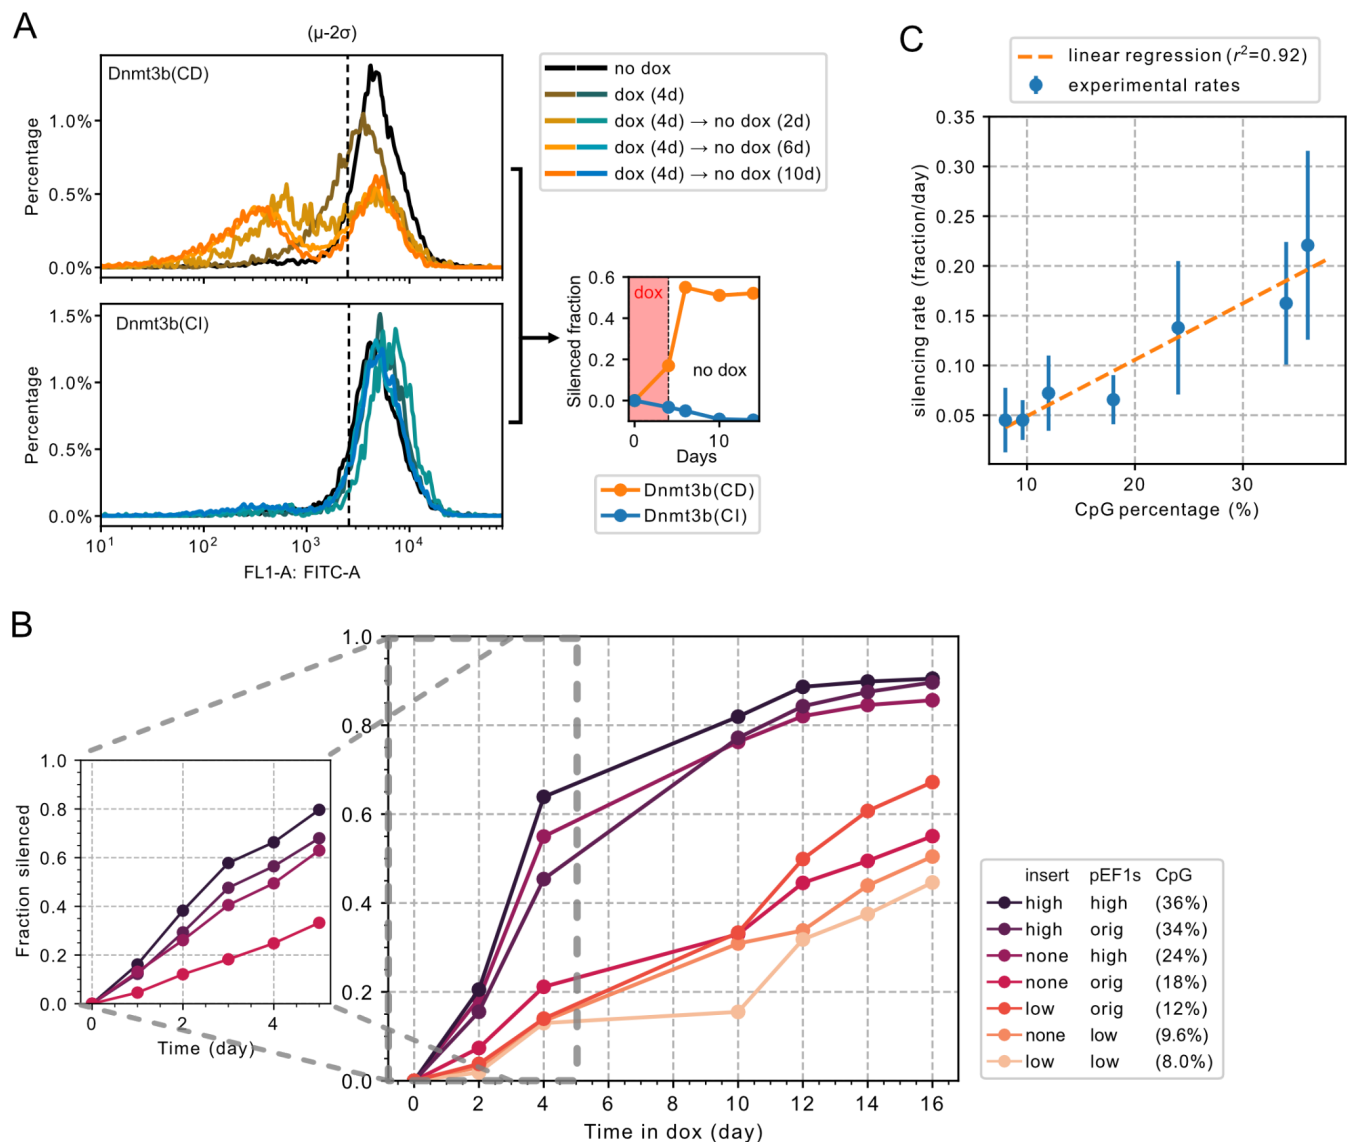 A
(μ-2σ)
Dnmt3b(CD)
Percentage
1.0%
0.5%
0.0%
Dnmt3b(CI)
Percentage
1.5%
1.0%
0.5%
0.0%
10¹ 10² 10³ 10⁴
FL1-A: FITC-A
no dox
dox (4d)
dox (4d) → no dox (2d)
dox (4d) → no dox (6d)
dox (4d) → no dox (10d)
Silenced fraction
0.6
0.4
0.2
0.0
dox
no dox
0 10
Days
Dnmt3b(CD)
Dnmt3b(CI)
C
linear regression (r²=0.92)
experimental rates
silencing rate (fraction/day)
0.35
0.30
0.25
0.20
0.15
0.10
0.05
10 20 30
CpG percentage (%)
B
Fraction silenced
1.0
0.8
0.6
0.4
0.2
0.0
0 2 4
Time (day)
1.0
0.8
0.6
0.4
0.2
0.0
0 2 4 6 8 10 12 14 16
Time in dox (day)
insert pEF1s CpG
high high (36%)
high orig (34%)
none high (24%)
none orig (18%)
low orig (12%)
none low (9.6%)
low low (8.0%)